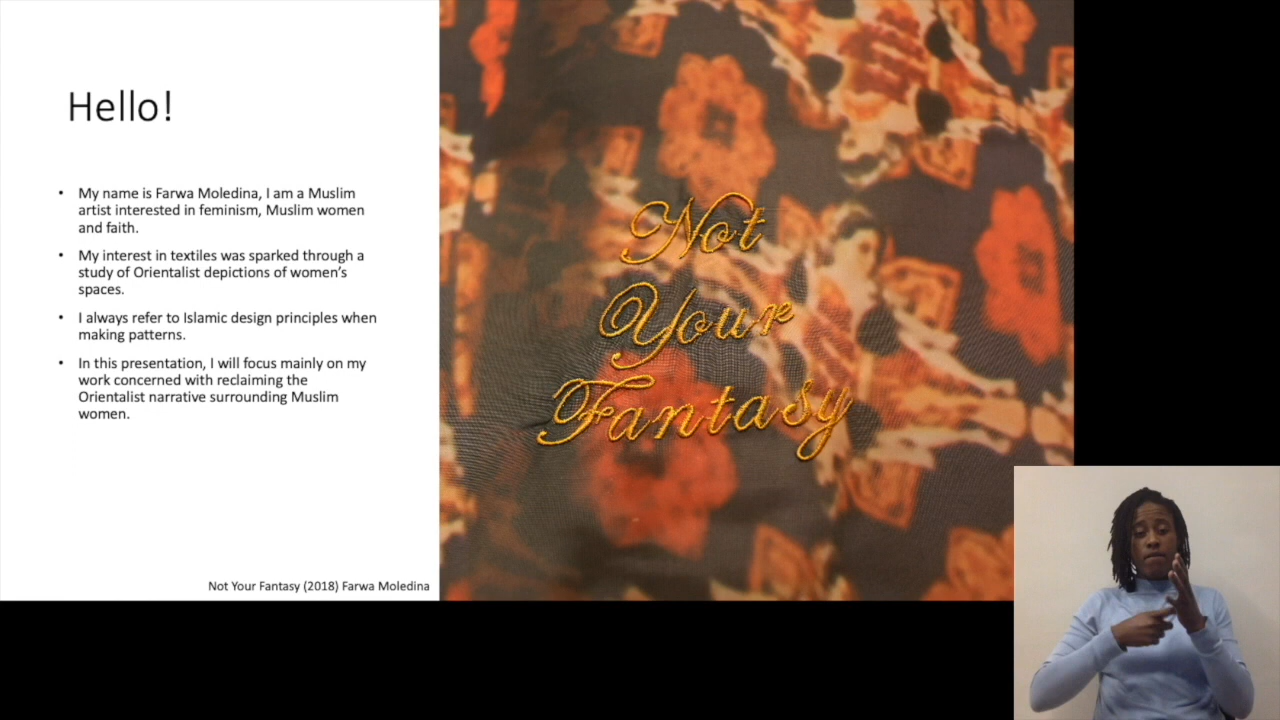 Hello!
• My name is Farwa Moledina, I am a Muslim
artist interested in feminism, Muslim women
and faith.
• My interest in textiles was sparked through a
study of Orientalist depictions of women's
spaces.
• I always refer to Islamic design principles when
making patterns.
• In this presentation, I will focus mainly on my
work concerned with reclaiming the
Orientalist narrative surrounding Muslim
women.
Not Your Fantasy (2018) Farwa Moledina
Not
Your
Fantasy